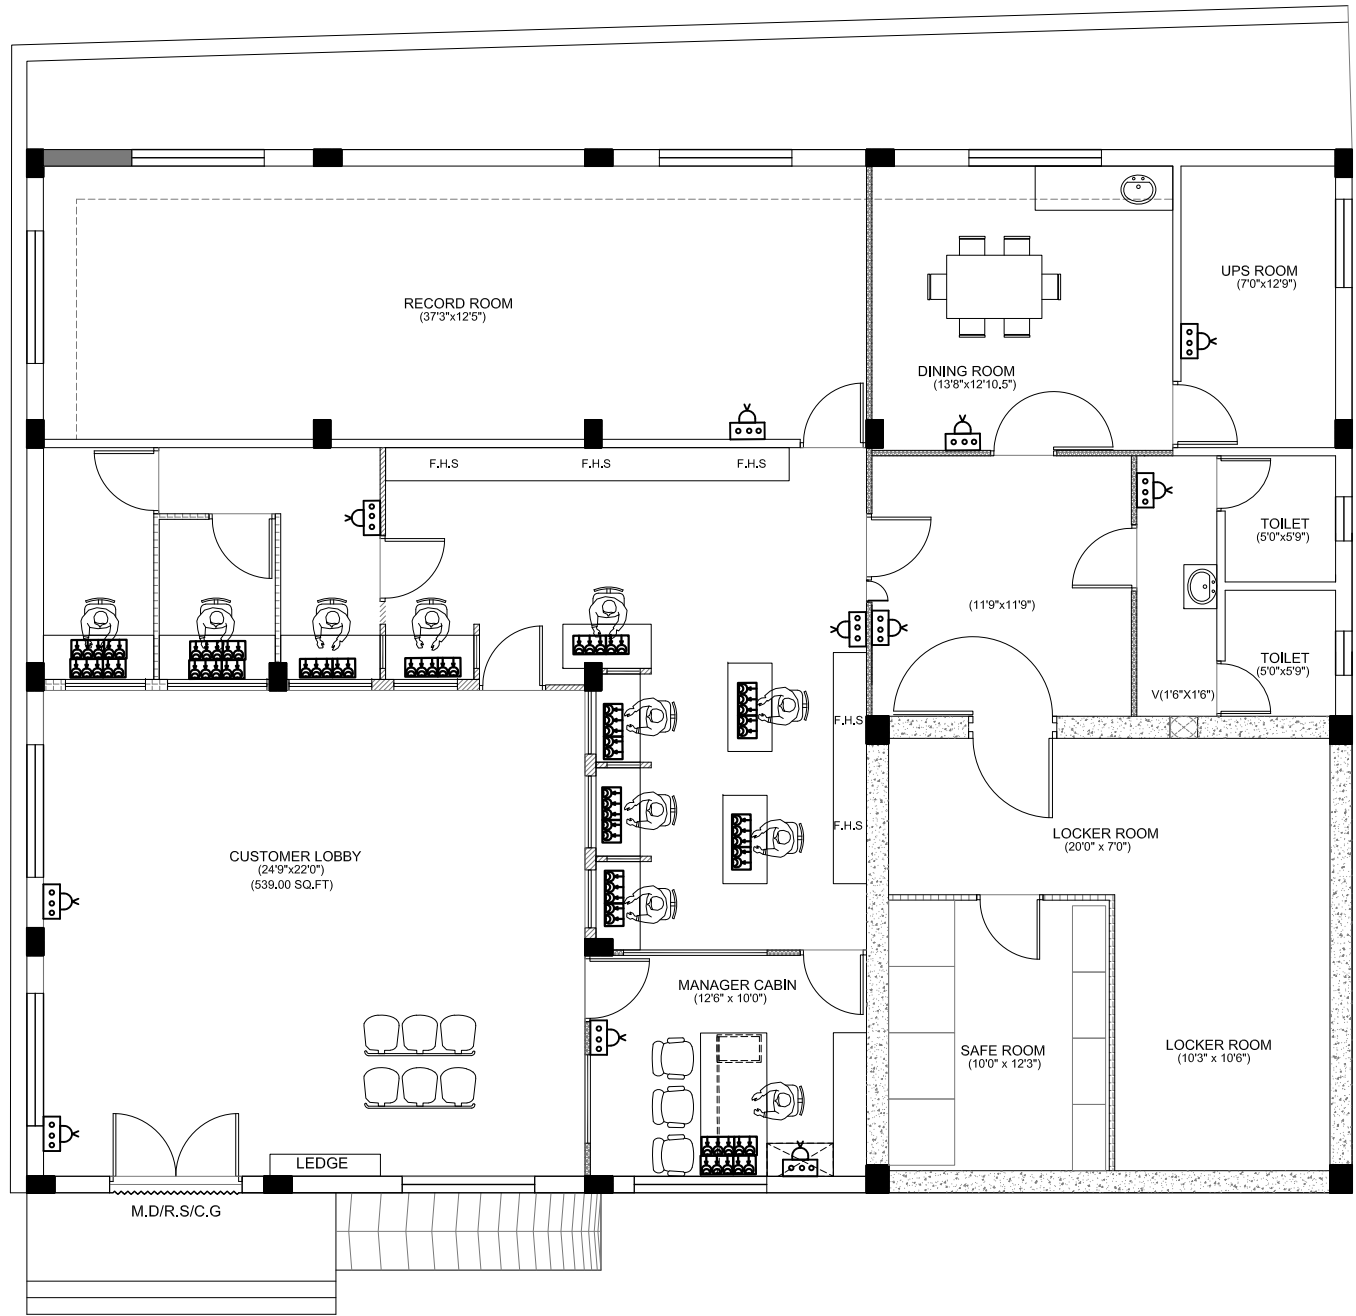 UPS ROOM
(7'0"x12'9")
RECORD ROOM
(37'3"x12'5")
DINING ROOM
(13'8"x12'10.5")
F.H.S
F.H.S
F.H.S
TOILET
(5'0"x5'9")
(11'9"x11'9")
TOILET
(5'0"x5'9")
V(1'6"X1'6")
F.H.S
F.H.S
LOCKER ROOM
(20'0" x 7'0")
CUSTOMER LOBBY
(24'9"x22'0")
(539.00 SQ.FT)
MANAGER CABIN
(12'6" x 10'0")
SAFE ROOM
(10'0" x 12'3")
LOCKER ROOM
(10'3" x 10'6")
LEDGE
M.D/R.S/C.G